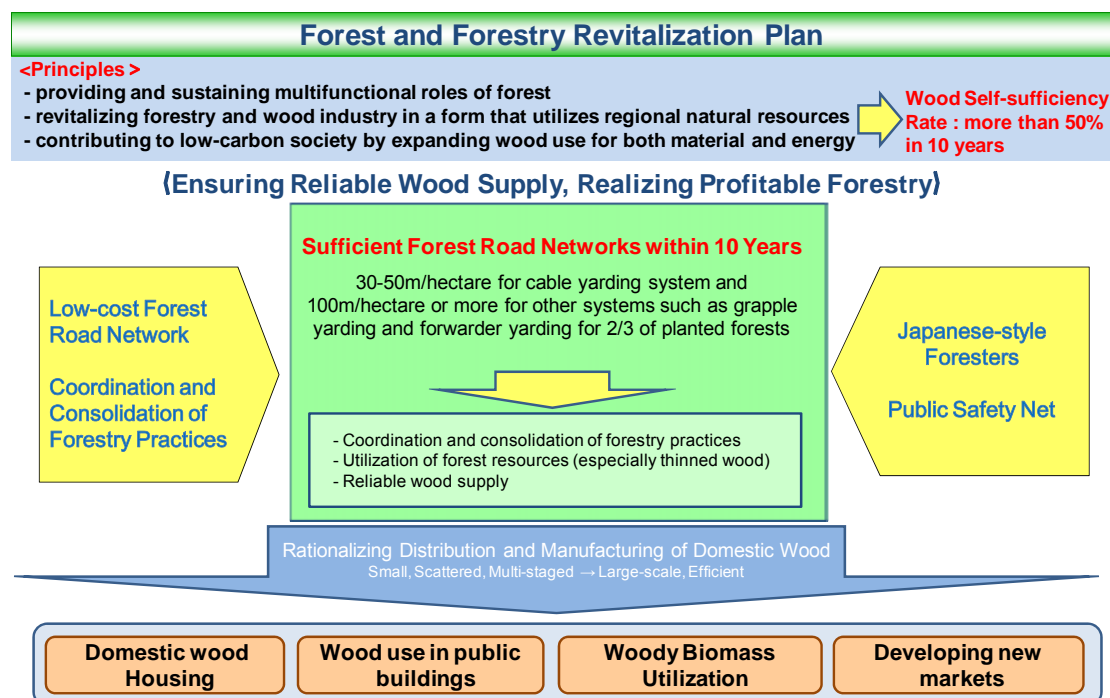 Forest and Forestry Revitalization Plan
<Principles >
- providing and sustaining multifunctional roles of forest
- revitalizing forestry and wood industry in a form that utilizes regional natural resources
- contributing to low-carbon society by expanding wood use for both material and energy
Wood Self-sufficiency
Rate : more than 50%
in 10 years
⟨Ensuring Reliable Wood Supply, Realizing Profitable Forestry⟩
Low-cost Forest
Road Network
Coordination and
Consolidation of
Forestry Practices
Sufficient Forest Road Networks within 10 Years
30-50m/hectare for cable yarding system and
100m/hectare or more for other systems such as grapple
yarding and forwarder yarding for 2/3 of planted forests
- Coordination and consolidation of forestry practices
- Utilization of forest resources (especially thinned wood)
- Reliable wood supply
Japanese-style
Foresters
Public Safety Net
Rationalizing Distribution and Manufacturing of Domestic Wood
Small, Scattered, Multi-staged → Large-scale, Efficient
Domestic wood
Housing
Wood use in public
buildings
Woody Biomass
Utilization
Developing new
markets